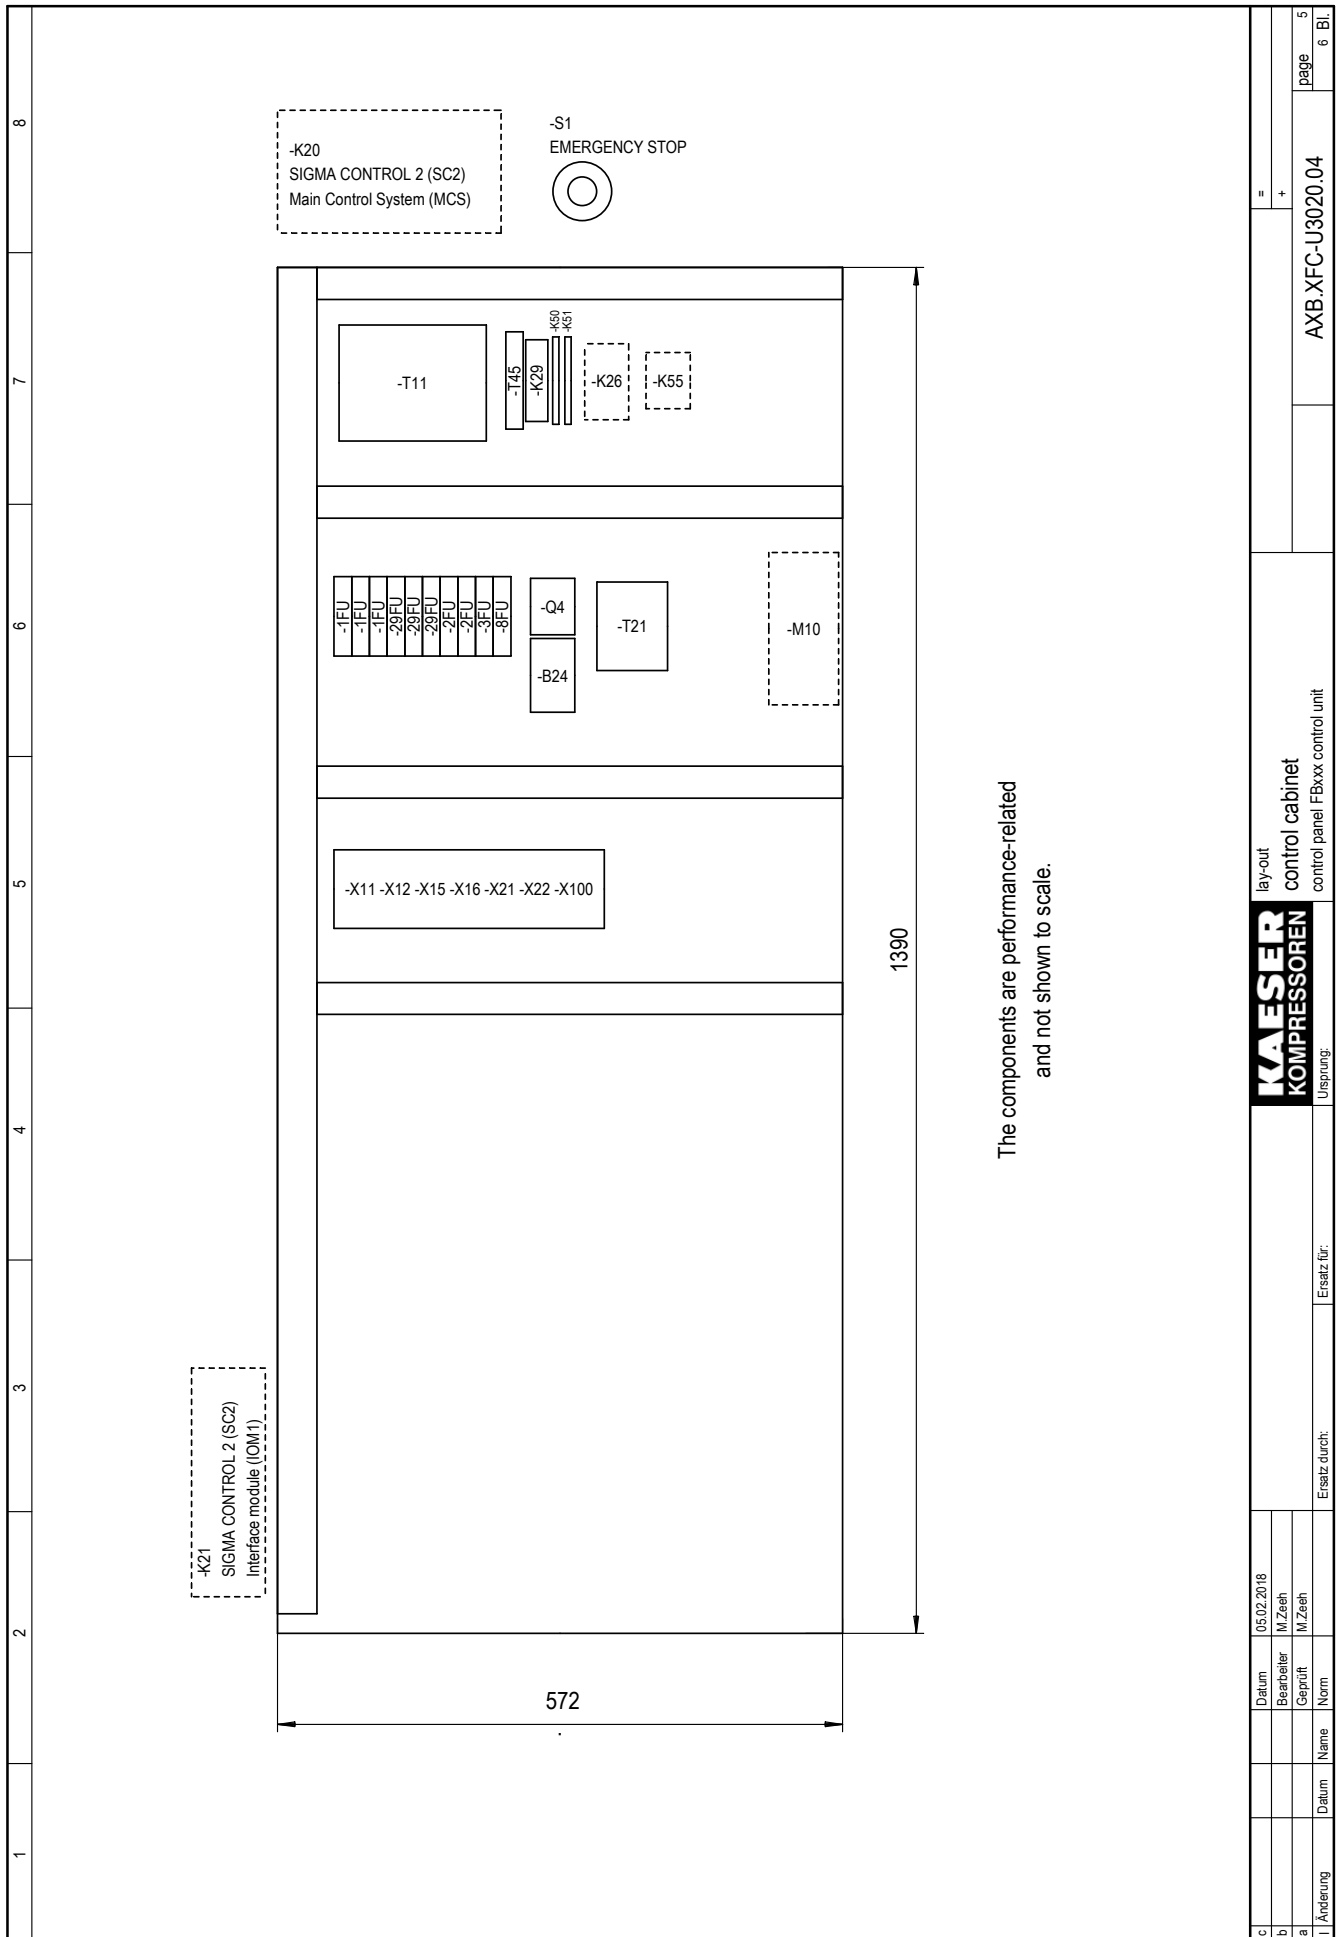 8
7
6
5
4
3
2
1
-K20
SIGMA CONTROL 2 (SC2)
Main Control System (MCS)
-S1
EMERGENCY STOP
-T11
-T45
-K29
-K50
-K51
-K26
-K55
-1FU
-1FU
-1FU
-29FU
-29FU
-29FU
-2FU
-2FU
-3FU
-8FU
-Q4
-B24
-T21
-M10
-X11 -X12 -X15 -X16 -X21 -X22 -X100
-K21
SIGMA CONTROL 2 (SC2)
Interface module (IOM1)
1390
572
The components are performance-related
and not shown to scale.
c
b
a
Änderung
Datum
Name
Datum
05.02.2018
Bearbeiter
M.Zeeh
Geprüft
M.Zeeh
Norm
Ersatz durch:
Ersatz für:
Ursprung:
KAESER
KOMPRESSOREN
lay-out
control cabinet
control panel FBxxx control unit
=
+
AXB.XFC-U3020.04
page 5
6 Bl.